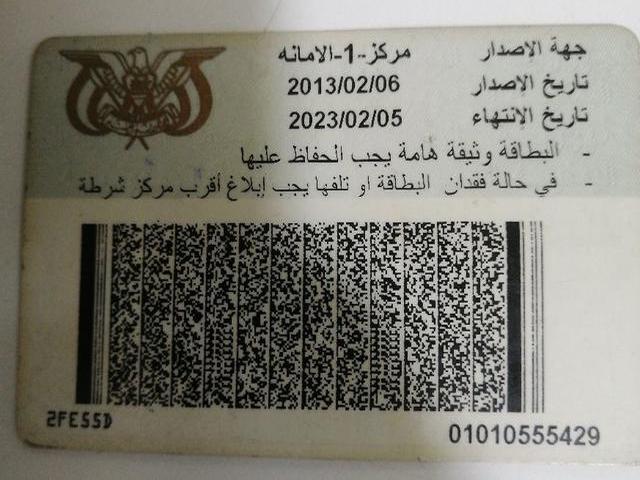 جهة الاصدار مركز-1-الامانه
تاريخ الاصدار 2013/02/06
تاريخ الانتهاء 2023/02/05
- البطاقة وثيقة هامة يجب الحفاظ عليها
- في حالة فقدان البطاقة او تلفها يجب إبلاغ أقرب مركز شرطة
01010555429
2FE55D